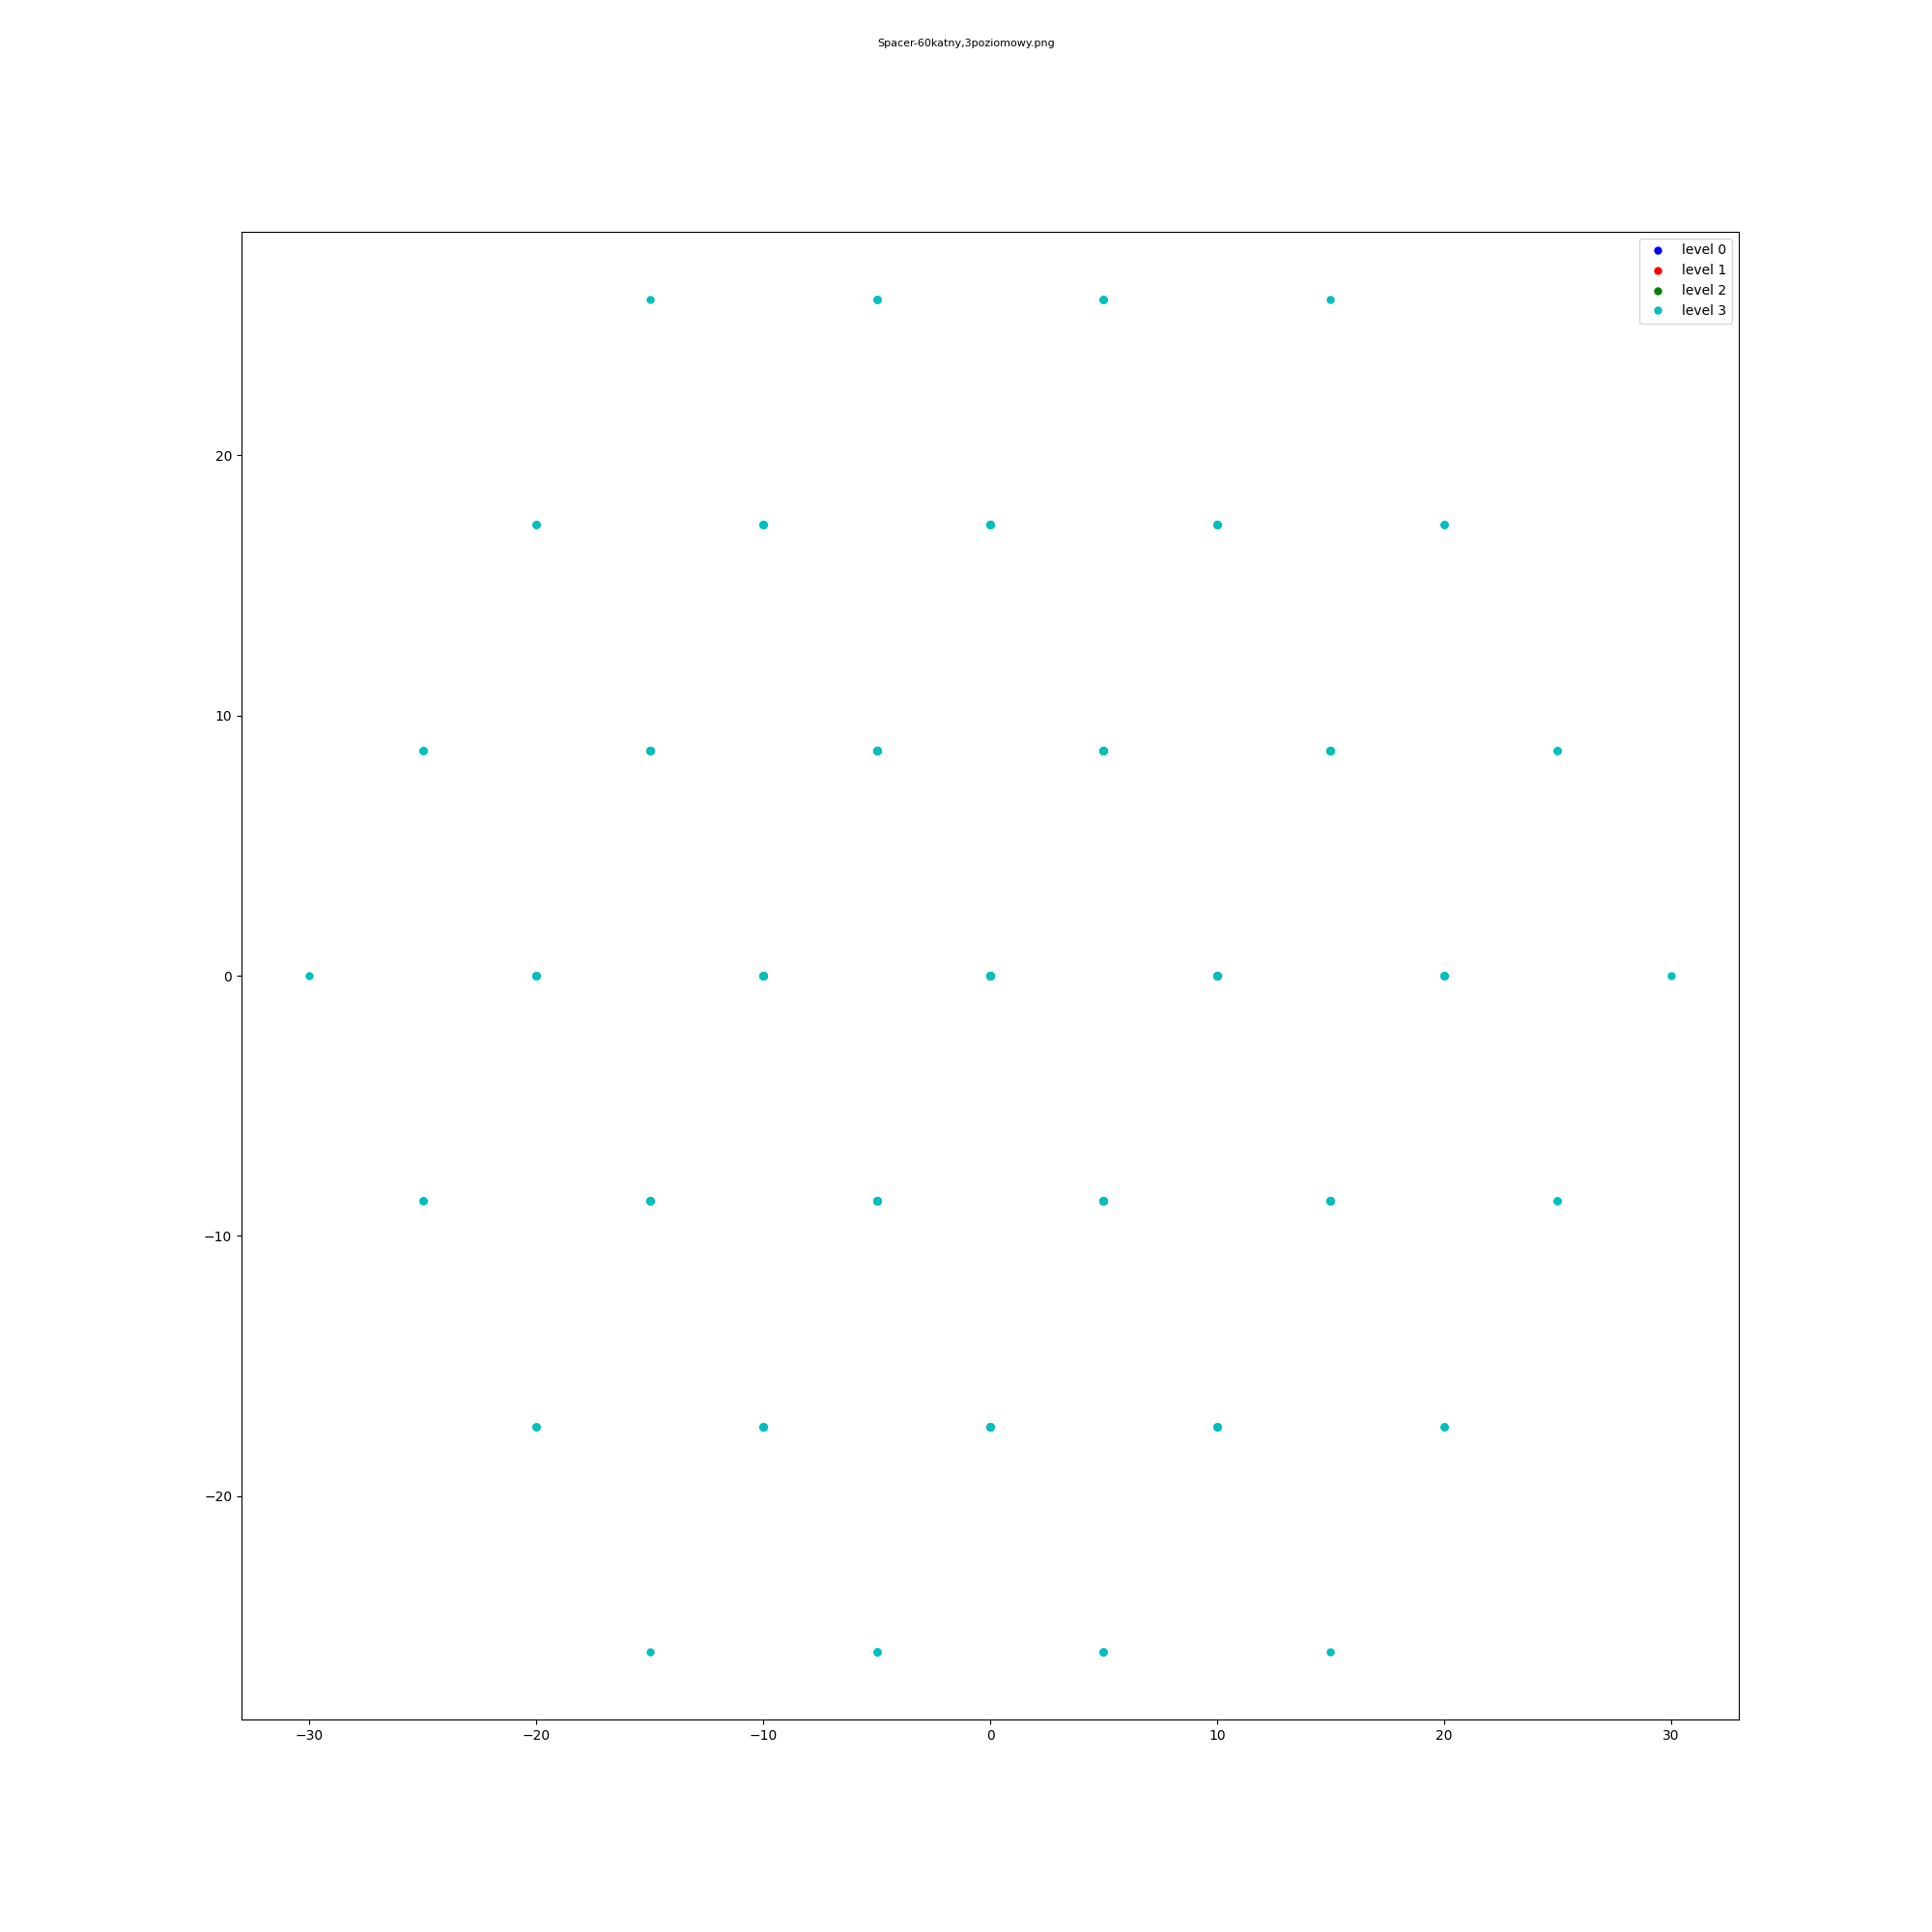 Spacer-60katny,3poziomowy.png
level 0
level 1
level 2
level 3
20
10
0
−10
−20
−30 −20 −10 0 10 20 30